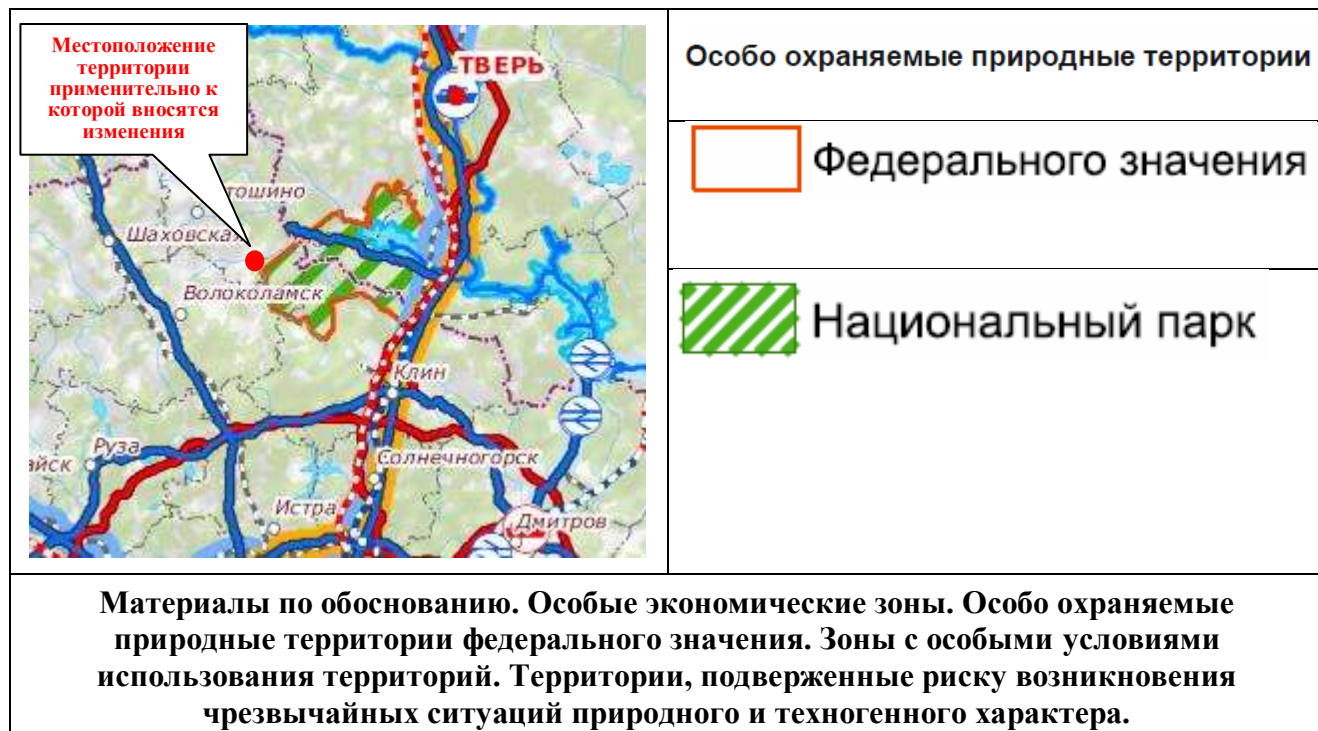 Местоположение
территории
применительно к
которой вносятся
изменения
ТВЕРЬ
тошино
Шаховская
Волоколамск
Клин
Руза
айск
Солнечногорск
Истра
Дмитров
Особо охраняемые природные территории
Федерального значения
Национальный парк
Материалы по обоснованию. Особые экономические зоны. Особо охраняемые
природные территории федерального значения. Зоны с особыми условиями
использования территорий. Территории, подверженные риску возникновения
чрезвычайных ситуаций природного и техногенного характера.